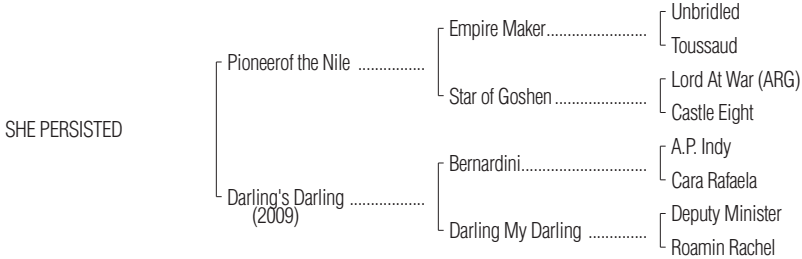 Unbridled
Empire Maker.......................
Toussaud
Pioneerof the Nile ................
Lord At War (ARG)
Star of Goshen.....................
Castle Eight
SHE PERSISTED
A.P. Indy
Bernardini............................
Cara Rafaela
Darling's Darling ..................
(2009)
Deputy Minister
Darling My Darling ..............
Roamin Rachel